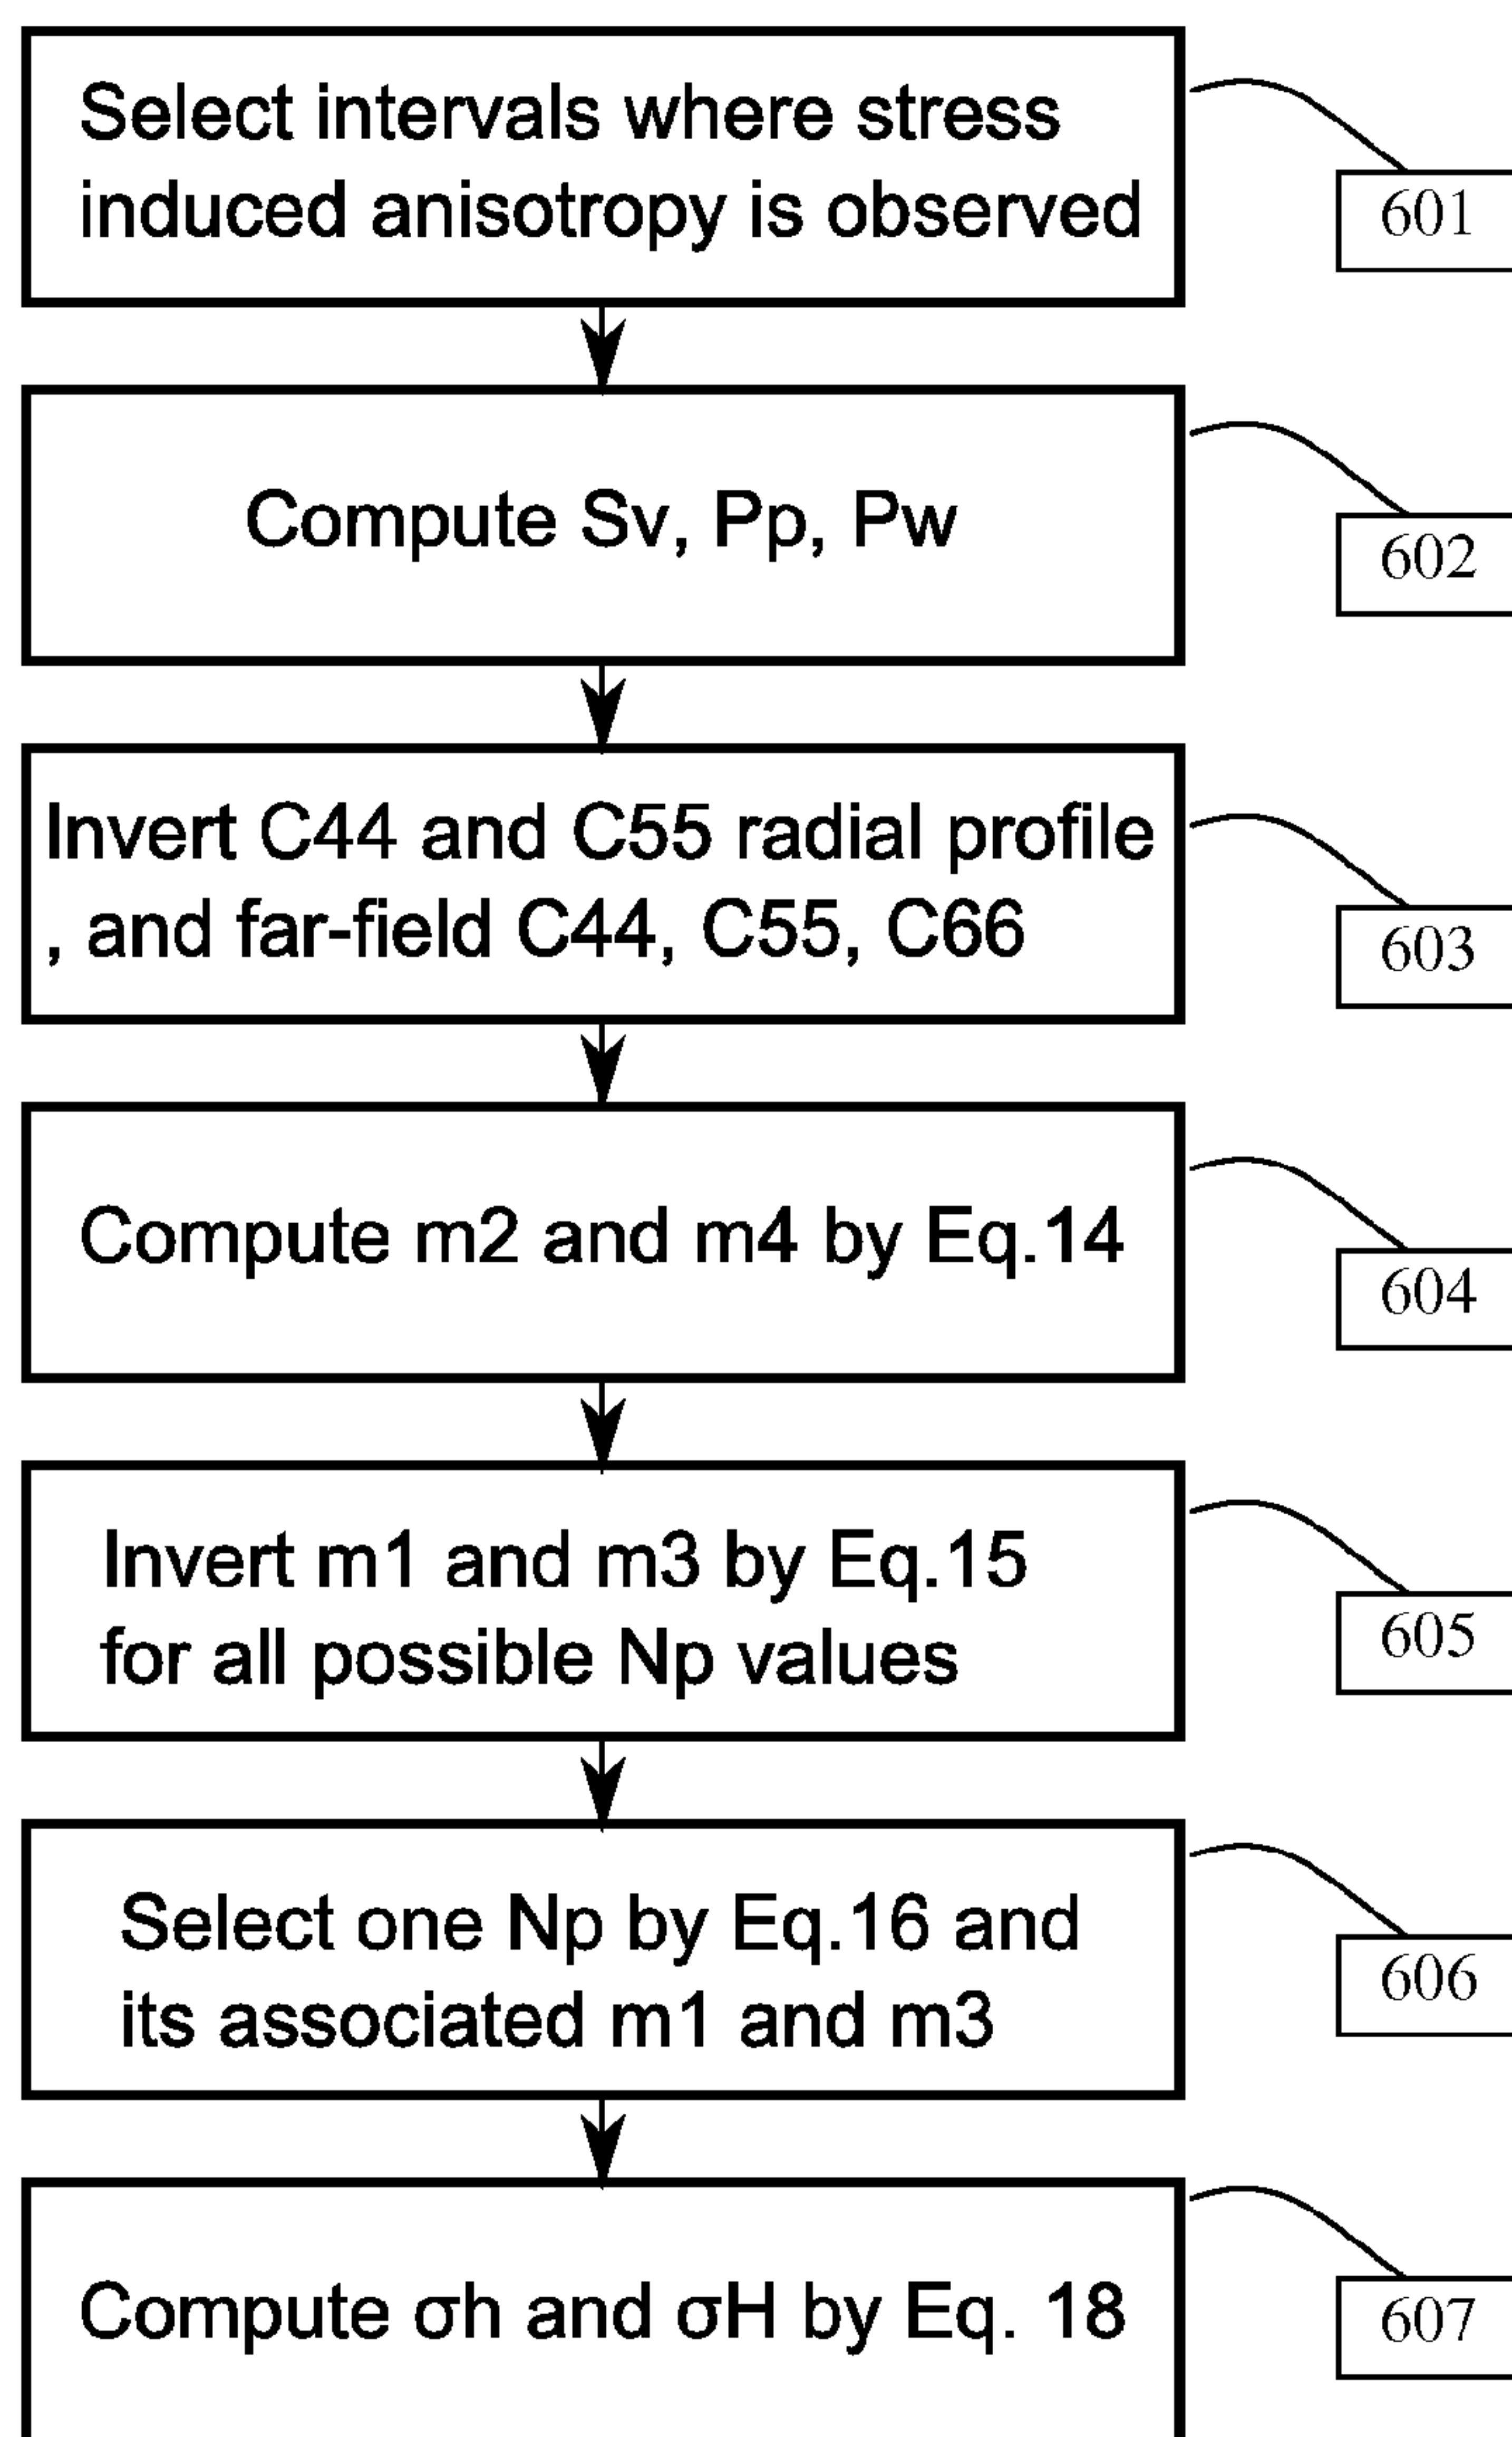 Select intervals where stress
induced anisotropy is observed
601
Compute Sv, Pp, Pw
602
Invert C44 and C55 radial profile
, and far-field C44, C55, C66
603
Compute m2 and m4 by Eq.14
604
Invert m1 and m3 by Eq.15
for all possible Np values
605
Select one Np by Eq.16 and
its associated m1 and m3
606
Compute σh and σH by Eq. 18
607